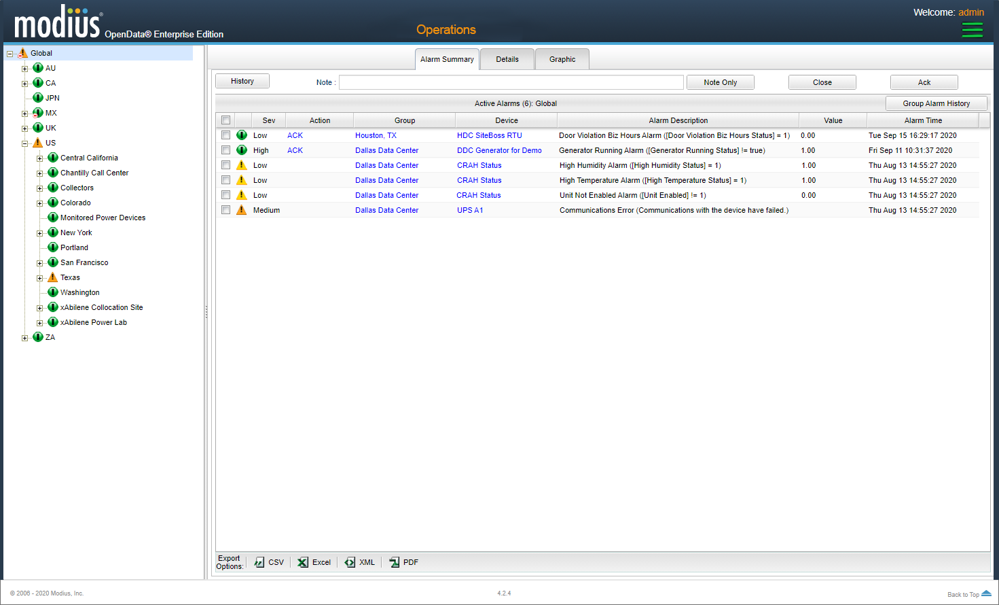 modius® OpenData® Enterprise Edition
Operations
Welcome: admin
Global
AU
CA
JPN
MX
UK
US
Central California
Chantilly Call Center
Collectors
Colorado
Monitored Power Devices
New York
Portland
San Francisco
Texas
Washington
xAbilene Collocation Site
xAbilene Power Lab
ZA
Alarm Summary Details Graphic
History Note : Note Only Close Ack
Active Alarms (6): Global Group Alarm History
Sev Action Group Device Alarm Description Value Alarm Time
Low ACK Houston, TX HDC SiteBoss RTU Door Violation Biz Hours Alarm ([Door Violation Biz Hours Status] = 1) 0.00 Tue Sep 15 16:29:17 2020
High ACK Dallas Data Center DDC Generator for Demo Generator Running Alarm ([Generator Running Status] != true) 1.00 Fri Sep 11 10:31:37 2020
Low Dallas Data Center CRAH Status High Humidity Alarm ([High Humidity Status] = 1) 1.00 Thu Aug 13 14:55:27 2020
Low Dallas Data Center CRAH Status High Temperature Alarm ([High Temperature Status] = 1) 1.00 Thu Aug 13 14:55:27 2020
Low Dallas Data Center CRAH Status Unit Not Enabled Alarm ([Unit Enabled] != 1) 0.00 Thu Aug 13 14:55:27 2020
Medium Dallas Data Center UPS A1 Communications Error (Communications with the device have failed.) Thu Aug 13 14:55:27 2020
Export
Options: CSV Excel XML PDF
© 2006 - 2020 Modius, Inc. 4.2.4 Back to Top